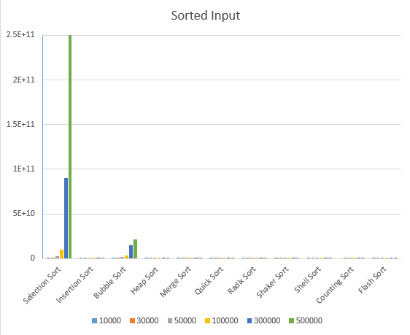 Sorted Input
2.5E+11
2E+11
1.5E+11
1E+11
5E+10
0
Selection Sort
Insertion Sort
Bubble Sort
Heap Sort
Merge Sort
Quick Sort
Radix Sort
Shaker Sort
Shell Sort
Counting Sort
Flash Sort
10000 30000 50000 100000 300000 500000